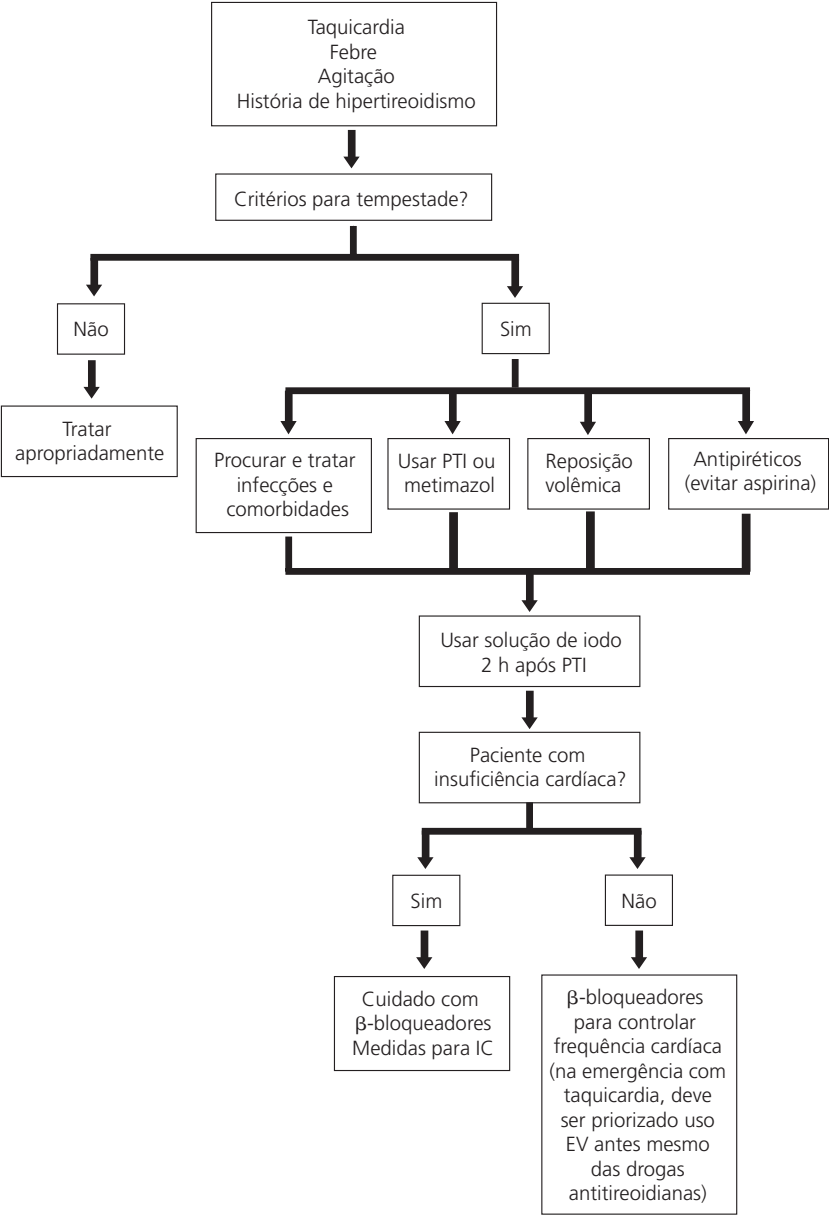 Taquicardia
Febre
Agitação
História de hipertireoidismo
Critérios para tempestade?
Não
Sim
Tratar
apropriadamente
Procurar e tratar
infecções e
comorbidades
Usar PTI ou
metimazol
Reposição
volêmica
Antipiréticos
(evitar aspirina)
Usar solução de iodo
2 h após PTI
Paciente com
insuficiência cardíaca?
Sim
Não
Cuidado com
β-bloqueadores
Medidas para IC
β-bloqueadores
para controlar
frequência cardíaca
(na emergência com
taquicardia, deve
ser priorizado uso
EV antes mesmo
das drogas
antitireoidianas)